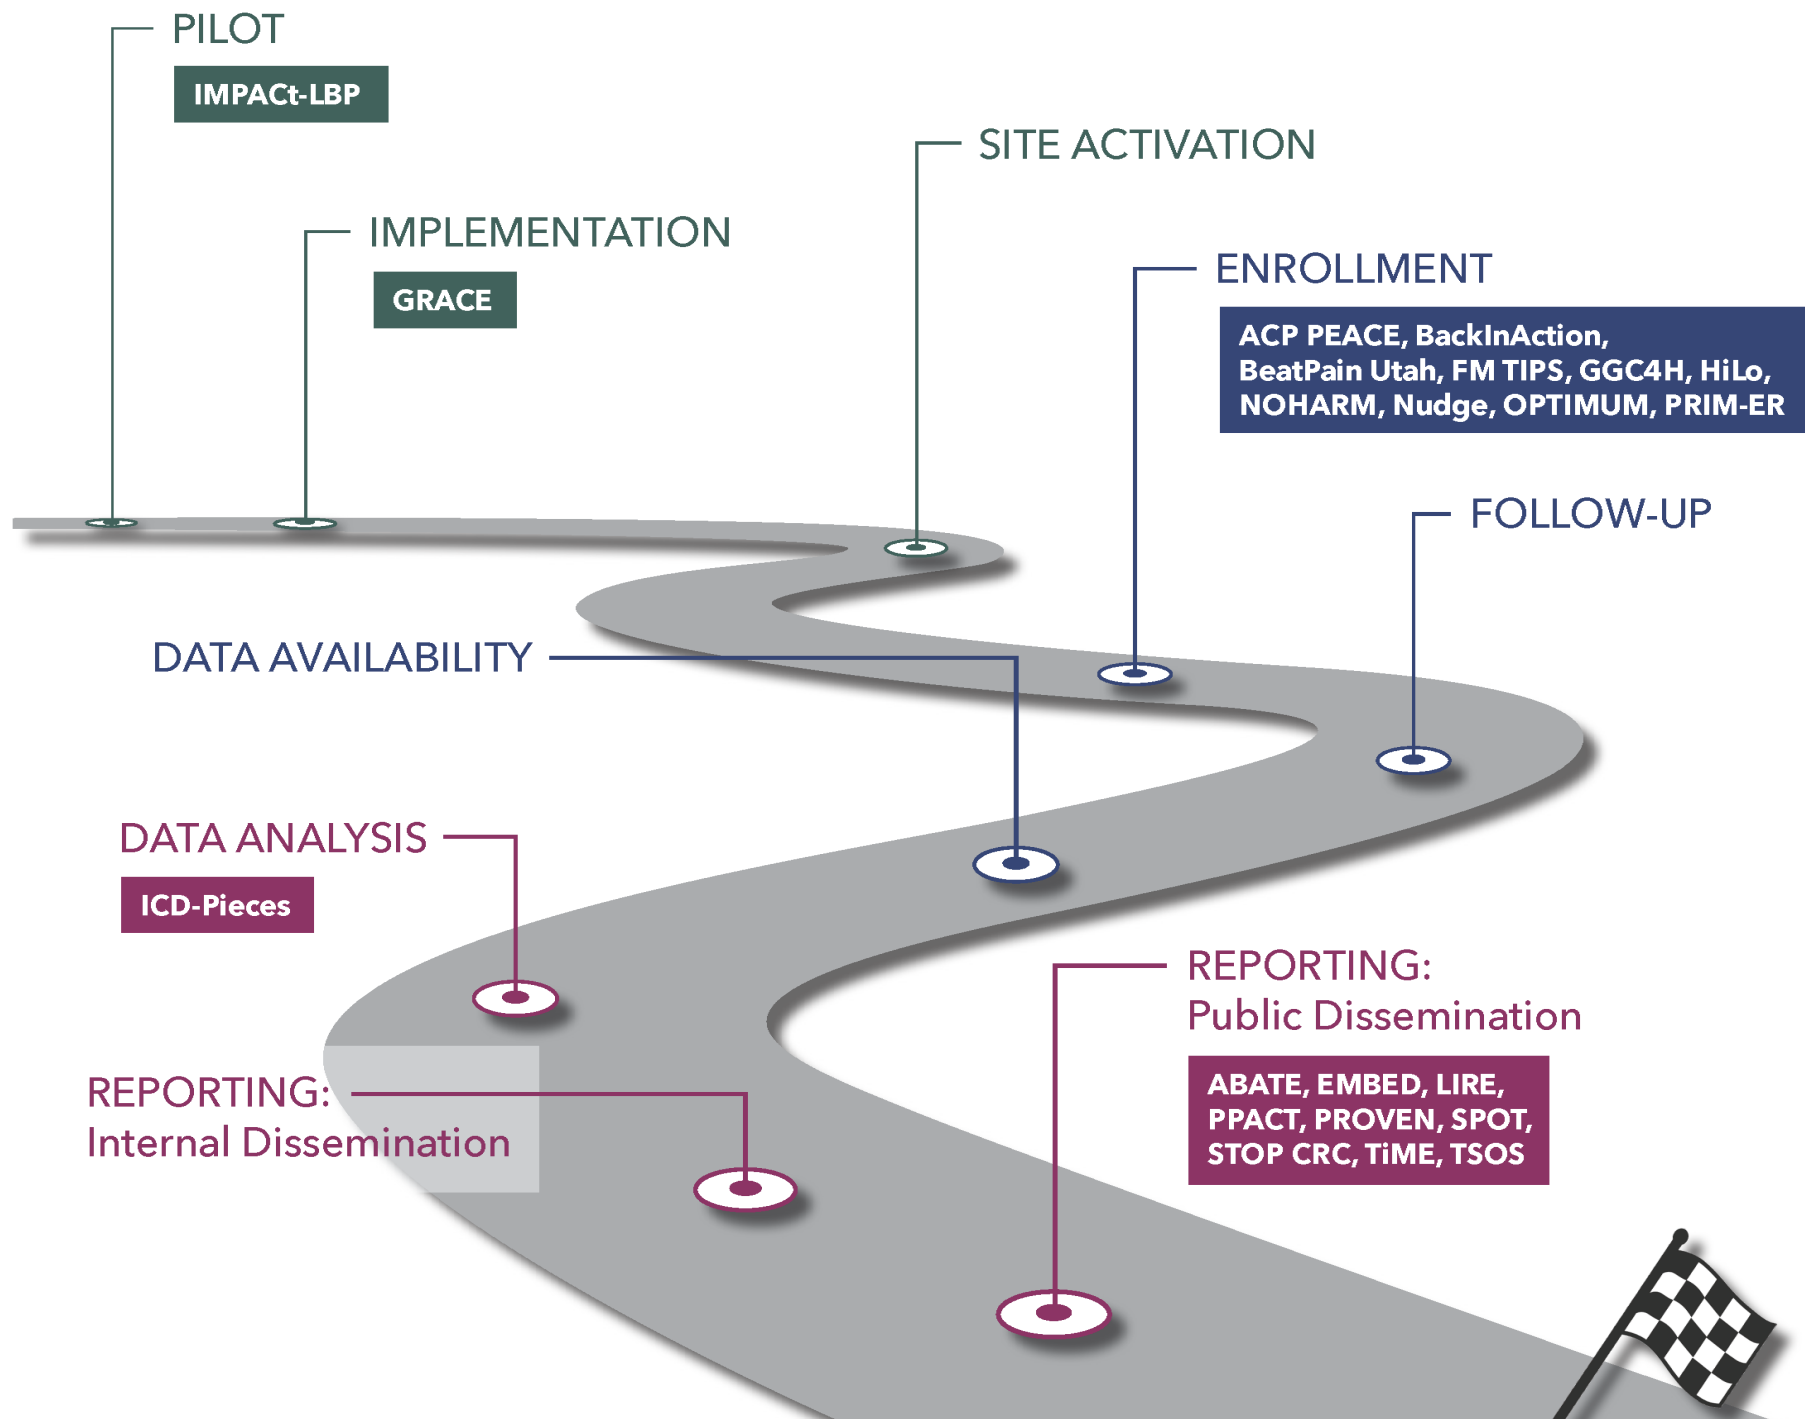 PILOT
IMPACt-LBP
SITE ACTIVATION
IMPLEMENTATION
GRACE
ENROLLMENT
ACP PEACE, BackInAction,
BeatPain Utah, FM TIPS, GGC4H, HiLo,
NOHARM, Nudge, OPTIMUM, PRIM-ER
FOLLOW-UP
DATA AVAILABILITY
DATA ANALYSIS
ICD-Pieces
REPORTING:
Public Dissemination
ABATE, EMBED, LIRE,
PPACT, PROVEN, SPOT,
STOP CRC, TiME, TSOS
REPORTING:
Internal Dissemination